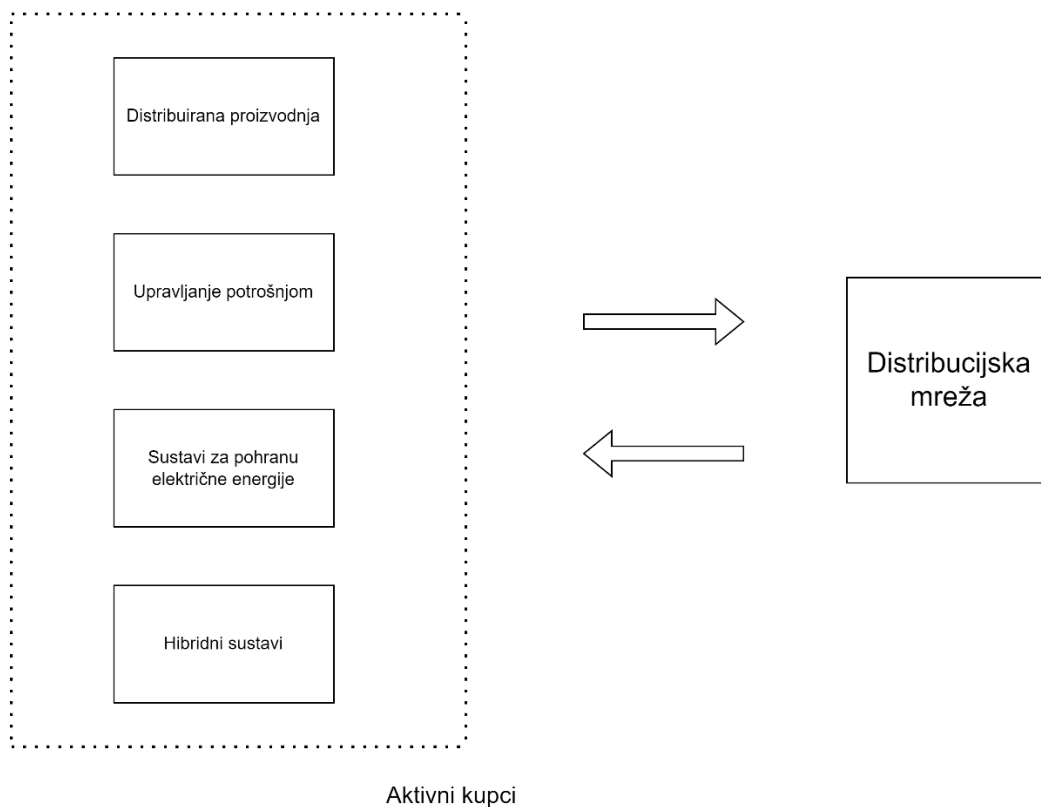 Distribuirana proizvodnja
Upravljanje potrošnjom
Sustavi za pohranu
električne energije
Hibridni sustavi
Distribucijska
mreža
Aktivni kupci